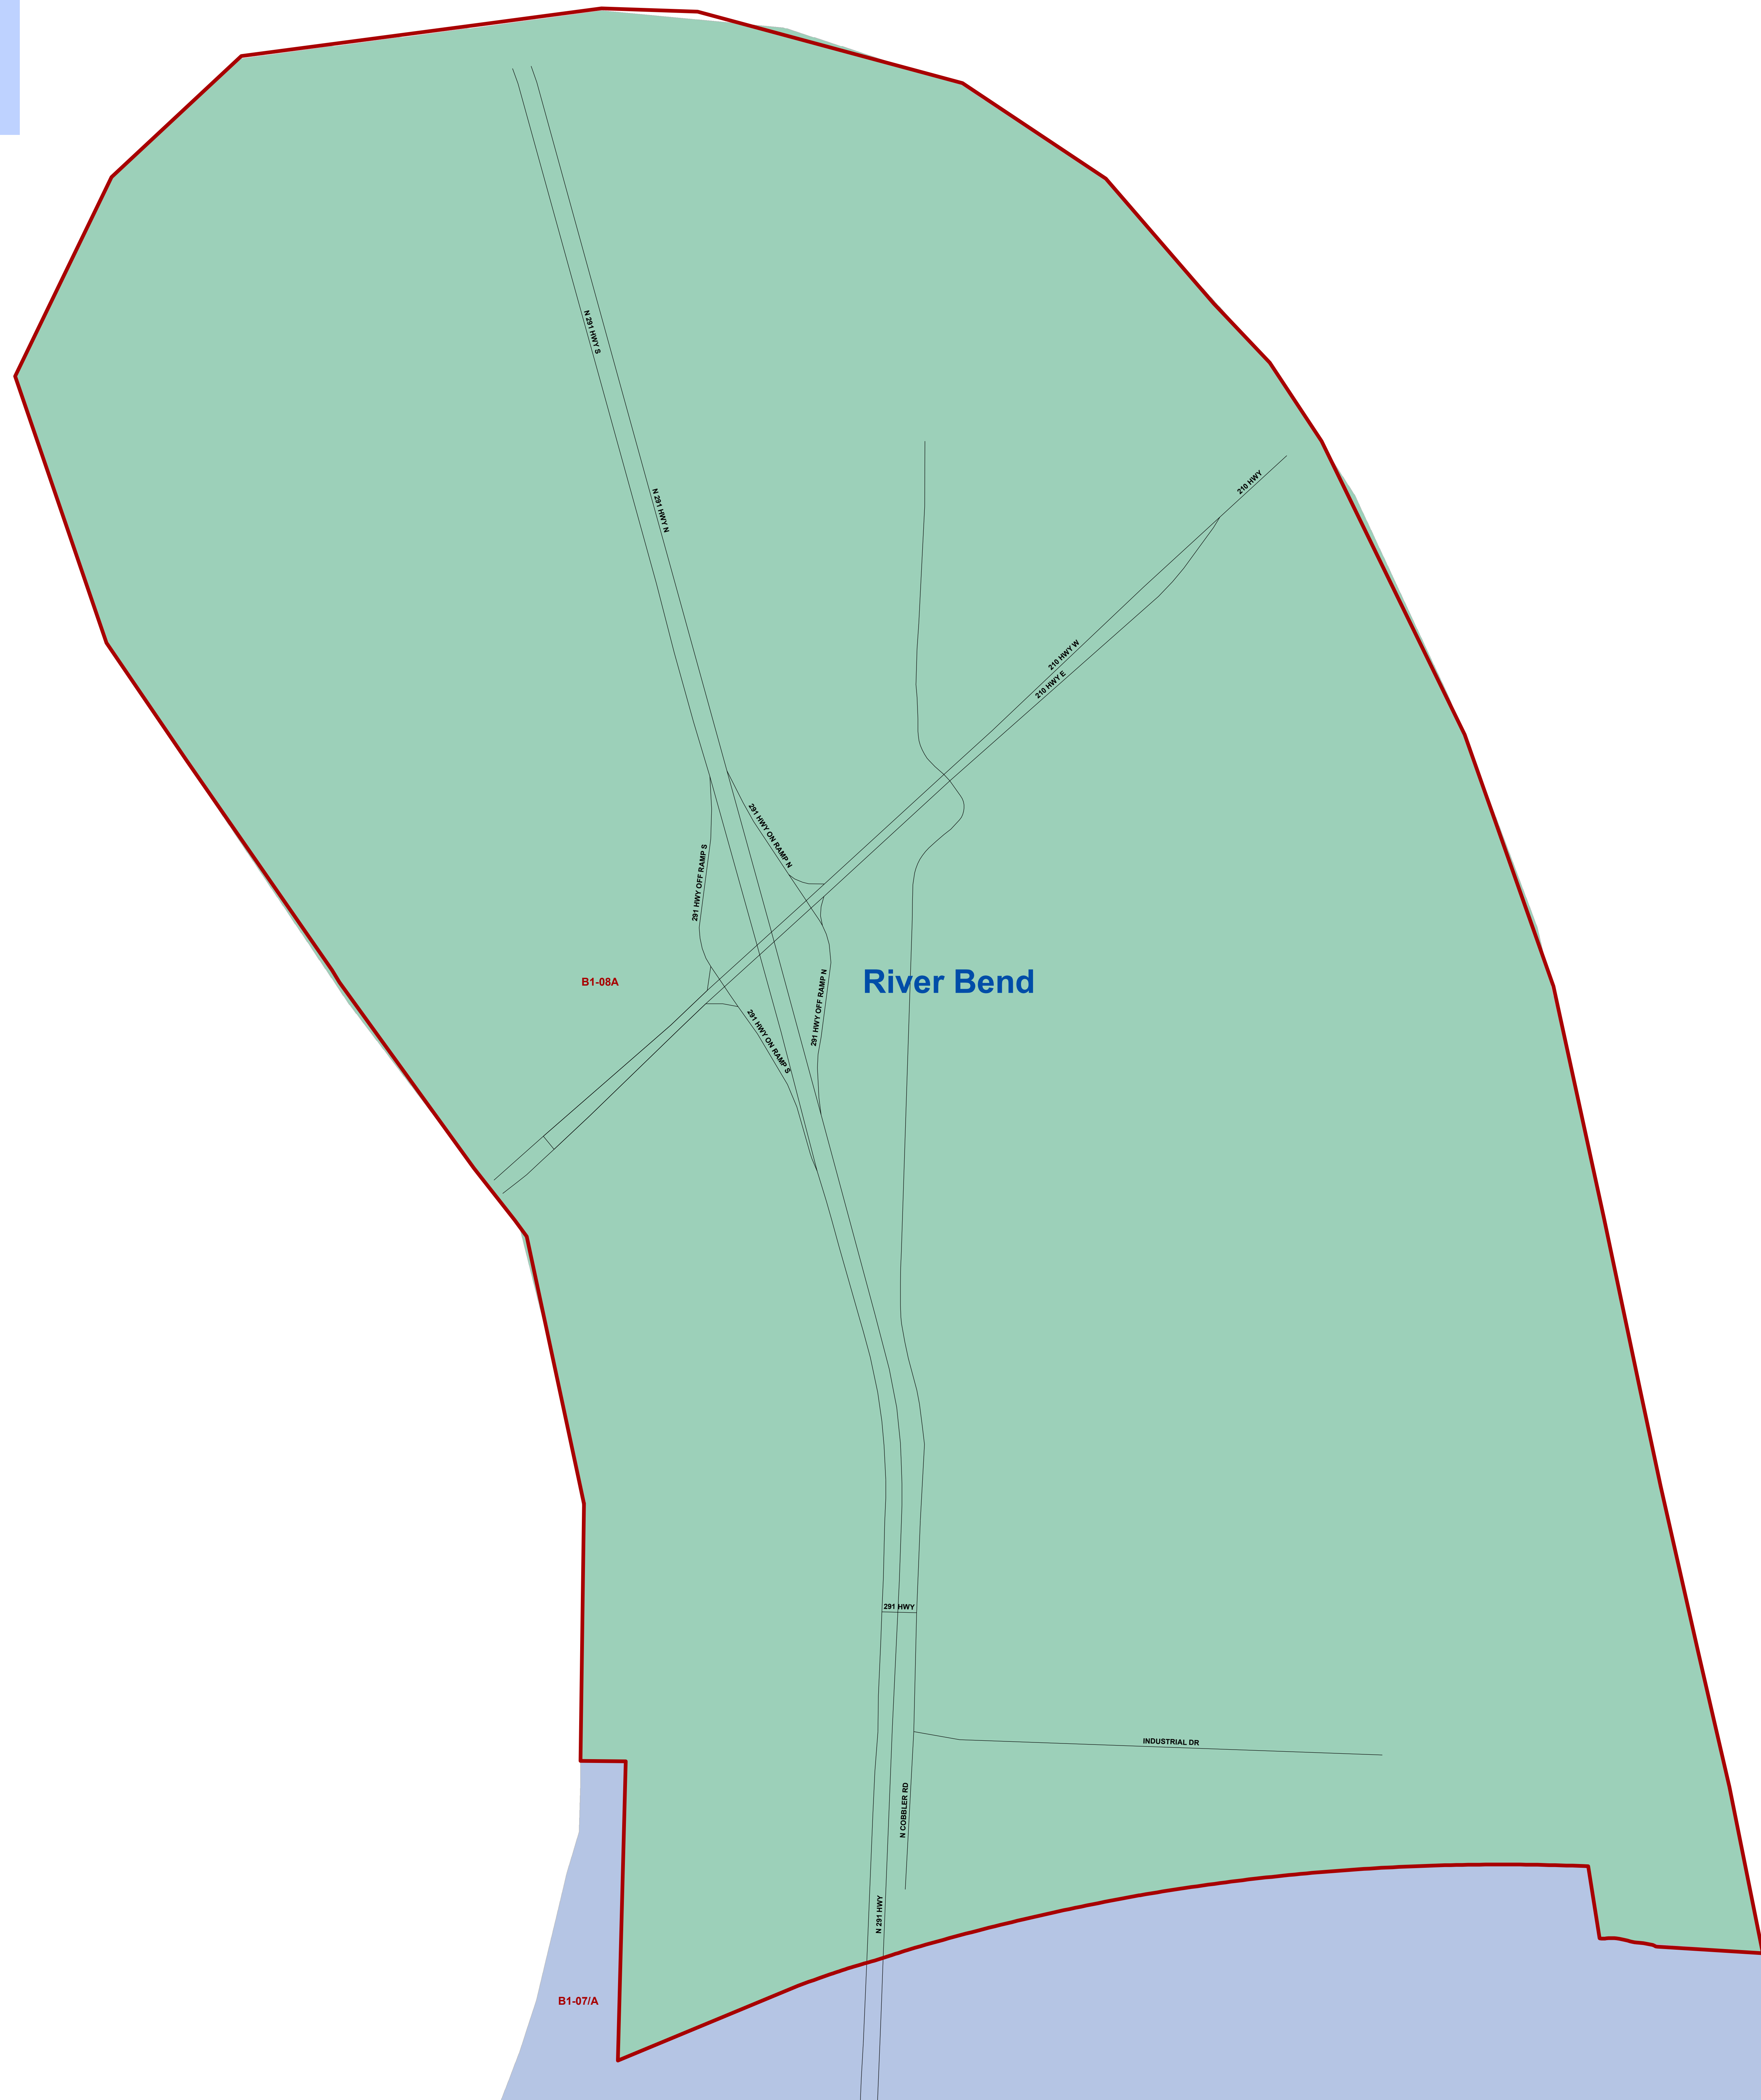 N 291 HWY S
210 HWY
N 291 HWY N
210 HWY W
210 HWY E
291 HWY ON RAMP N
291 HWY OFF RAMP S
B1-08A
River Bend
291 HWY OFF RAMP N
291 HWY ON RAMP S
291 HWY
INDUSTRIAL DR
N COBBLER RD
N 291 HWY
B1-07/A